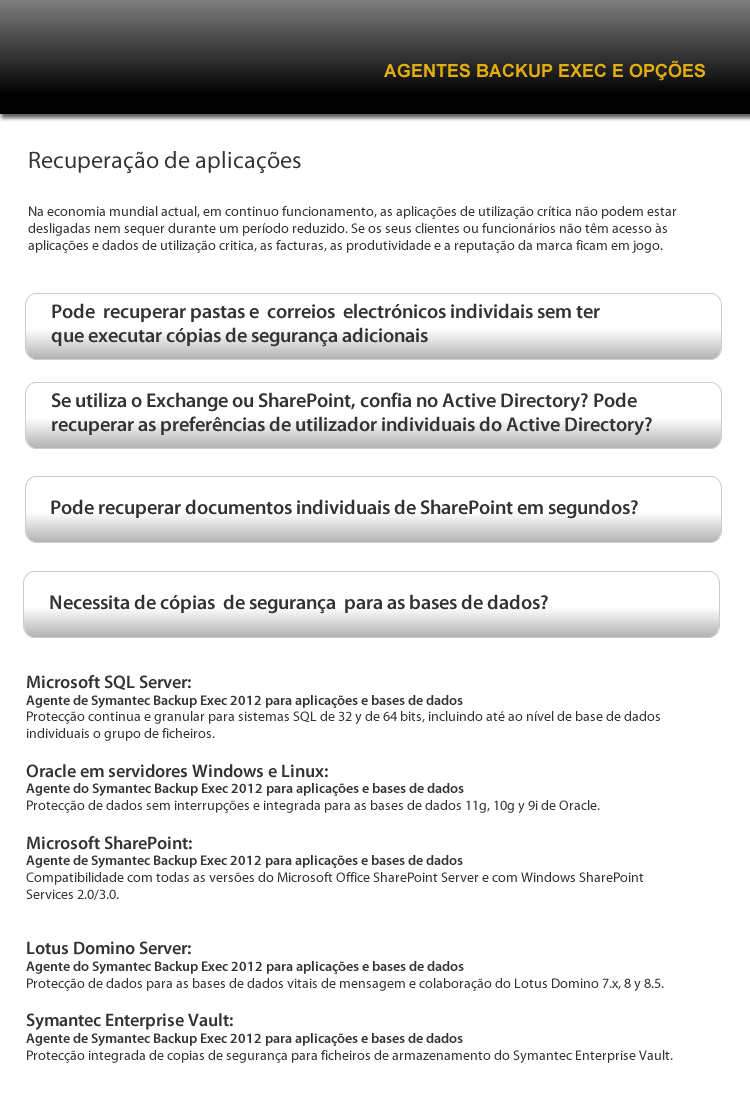 AGENTES BACKUP EXEC E OPÇÕES
Recuperação de aplicações
Na economia mundial actual, em continuo funcionamento, as aplicações de utilização crítica não podem estar
desligadas nem sequer durante um período reduzido. Se os seus clientes ou funcionários não têm acesso às
aplicações e dados de utilização critica, as facturas, as produtividade e a reputação da marca ficam em jogo.
Pode recuperar pastas e correios electrónicos individais sem ter
que executar cópias de segurança adicionais
Se utiliza o Exchange ou SharePoint, confia no Active Directory? Pode
recuperar as preferências de utilizador individuais do Active Directory?
Pode recuperar documentos individuais de SharePoint em segundos?
Necessita de cópias de segurança para as bases de dados?
Microsoft SQL Server:
Agente de Symantec Backup Exec 2012 para aplicações e bases de dados
Protecção continua e granular para sistemas SQL de 32 y de 64 bits, incluindo até ao nível de base de dados
individuais o grupo de ficheiros.
Oracle em servidores Windows e Linux:
Agente do Symantec Backup Exec 2012 para aplicações e bases de dados
Protecção de dados sem interrupções e integrada para as bases de dados 11g, 10g y 9i de Oracle.
Microsoft SharePoint:
Agente de Symantec Backup Exec 2012 para aplicações e bases de dados
Compatibilidade com todas as versões do Microsoft Office SharePoint Server e com Windows SharePoint
Services 2.0/3.0.
Lotus Domino Server:
Agente do Symantec Backup Exec 2012 para aplicações e bases de dados
Protecção de dados para as bases de dados vitais de mensagem e colaboração do Lotus Domino 7.x, 8 y 8.5.
Symantec Enterprise Vault:
Agente de Symantec Backup Exec 2012 para aplicações e bases de dados
Protecção integrada de copias de segurança para ficheiros de armazenamento do Symantec Enterprise Vault.